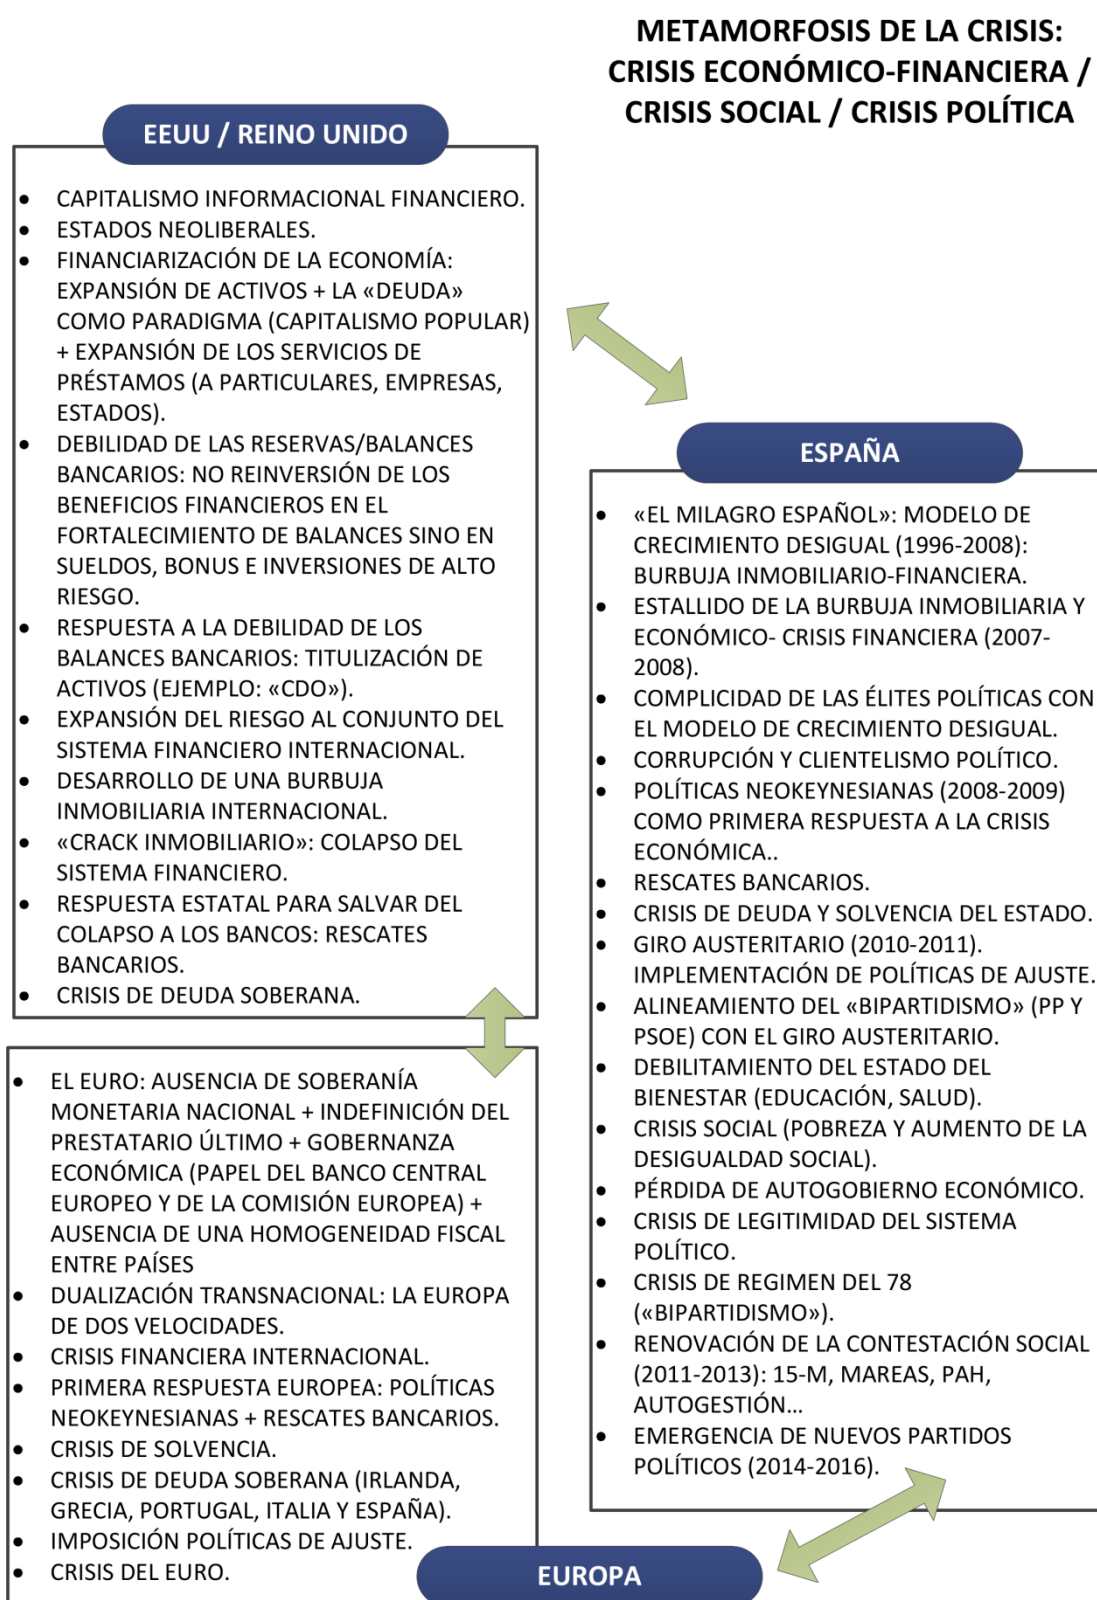 METAMORFOSIS DE LA CRISIS:
CRISIS ECONÓMICO-FINANCIERA /
CRISIS SOCIAL / CRISIS POLÍTICA
EEUU / REINO UNIDO
• CAPITALISMO INFORMACIONAL FINANCIERO.
• ESTADOS NEOLIBERALES.
• FINANCIARIZACIÓN DE LA ECONOMÍA:
EXPANSIÓN DE ACTIVOS + LA «DEUDA»
COMO PARADIGMA (CAPITALISMO POPULAR)
+ EXPANSIÓN DE LOS SERVICIOS DE
PRÉSTAMOS (A PARTICULARES, EMPRESAS,
ESTADOS).
• DEBILIDAD DE LAS RESERVAS/BALANCES
BANCARIOS: NO REINVERSIÓN DE LOS
BENEFICIOS FINANCIEROS EN EL
FORTALECIMIENTO DE BALANCES SINO EN
SUELDOS, BONUS E INVERSIONES DE ALTO
RIESGO.
• RESPUESTA A LA DEBILIDAD DE LOS
BALANCES BANCARIOS: TITULIZACIÓN DE
ACTIVOS (EJEMPLO: «CDO»).
• EXPANSIÓN DEL RIESGO AL CONJUNTO DEL
SISTEMA FINANCIERO INTERNACIONAL.
• DESARROLLO DE UNA BURBUJA
INMOBILIARIA INTERNACIONAL.
• «CRACK INMOBILIARIO»: COLAPSO DEL
SISTEMA FINANCIERO.
• RESPUESTA ESTATAL PARA SALVAR DEL
COLAPSO A LOS BANCOS: RESCATES
BANCARIOS.
• CRISIS DE DEUDA SOBERANA.
ESPAÑA
• «EL MILAGRO ESPAÑOL»: MODELO DE
CRECIMIENTO DESIGUAL (1996-2008):
BURBUJA INMOBILIARIO-FINANCIERA.
• ESTALLIDO DE LA BURBUJA INMOBILIARIA Y
ECONÓMICO- CRISIS FINANCIERA (2007-
2008).
• COMPLICIDAD DE LAS ÉLITES POLÍTICAS CON
EL MODELO DE CRECIMIENTO DESIGUAL.
• CORRUPCIÓN Y CLIENTELISMO POLÍTICO.
• POLÍTICAS NEOKEYNESIANAS (2008-2009)
COMO PRIMERA RESPUESTA A LA CRISIS
ECONÓMICA..
• RESCATES BANCARIOS.
• CRISIS DE DEUDA Y SOLVENCIA DEL ESTADO.
• GIRO AUSTERITARIO (2010-2011).
IMPLEMENTACIÓN DE POLÍTICAS DE AJUSTE.
• ALINEAMIENTO DEL «BIPARTIDISMO» (PP Y
PSOE) CON EL GIRO AUSTERITARIO.
• DEBILITAMIENTO DEL ESTADO DEL
BIENESTAR (EDUCACIÓN, SALUD).
• CRISIS SOCIAL (POBREZA Y AUMENTO DE LA
DESIGUALDAD SOCIAL).
• PÉRDIDA DE AUTOGOBIERNO ECONÓMICO.
• CRISIS DE LEGITIMIDAD DEL SISTEMA
POLÍTICO.
• CRISIS DE REGIMEN DEL 78
(«BIPARTIDISMO»).
• RENOVACIÓN DE LA CONTESTACIÓN SOCIAL
(2011-2013): 15-M, MAREAS, PAH,
AUTOGESTIÓN…
• EMERGENCIA DE NUEVOS PARTIDOS
POLÍTICOS (2014-2016).
• EL EURO: AUSENCIA DE SOBERANÍA
MONETARIA NACIONAL + INDEFINICIÓN DEL
PRESTATARIO ÚLTIMO + GOBERNANZA
ECONÓMICA (PAPEL DEL BANCO CENTRAL
EUROPEO Y DE LA COMISIÓN EUROPEA) +
AUSENCIA DE UNA HOMOGENEIDAD FISCAL
ENTRE PAÍSES
• DUALIZACIÓN TRANSNACIONAL: LA EUROPA
DE DOS VELOCIDADES.
• CRISIS FINANCIERA INTERNACIONAL.
• PRIMERA RESPUESTA EUROPEA: POLÍTICAS
NEOKEYNESIANAS + RESCATES BANCARIOS.
• CRISIS DE SOLVENCIA.
• CRISIS DE DEUDA SOBERANA (IRLANDA,
GRECIA, PORTUGAL, ITALIA Y ESPAÑA).
• IMPOSICIÓN POLÍTICAS DE AJUSTE.
• CRISIS DEL EURO.
EUROPA